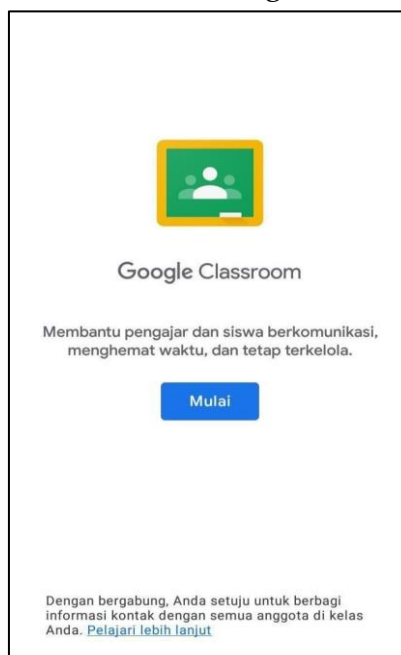 Google Classroom
Membantu pengajar dan siswa berkomunikasi,
menghemat waktu, dan tetap terkelola.
Mulai
Dengan bergabung, Anda setuju untuk berbagi
informasi kontak dengan semua anggota di kelas
Anda. Pelajari lebih lanjut